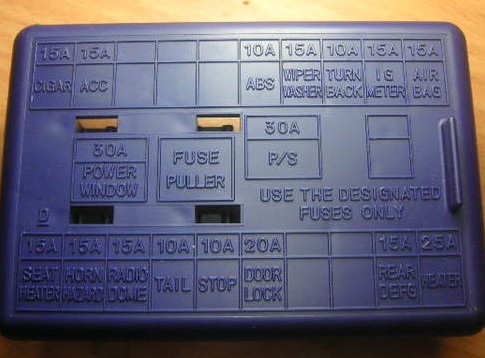 15A 15A 10A 15A 10A 15A 15A
CIGAR ACC ABS WIPER WASHER TURN BACK IG METER AIR BAG
30A
POWER
WINDOW
FUSE
PULLER
30A
P/S
USE THE DESIGNATED
FUSES ONLY.
D
15A 15A 15A 10A 10A 20A 15A 25A
SEAT HEATER HORN HAZARD RADIO DOME TAIL STOP DOOR LOCK REAR DEFG HEATER